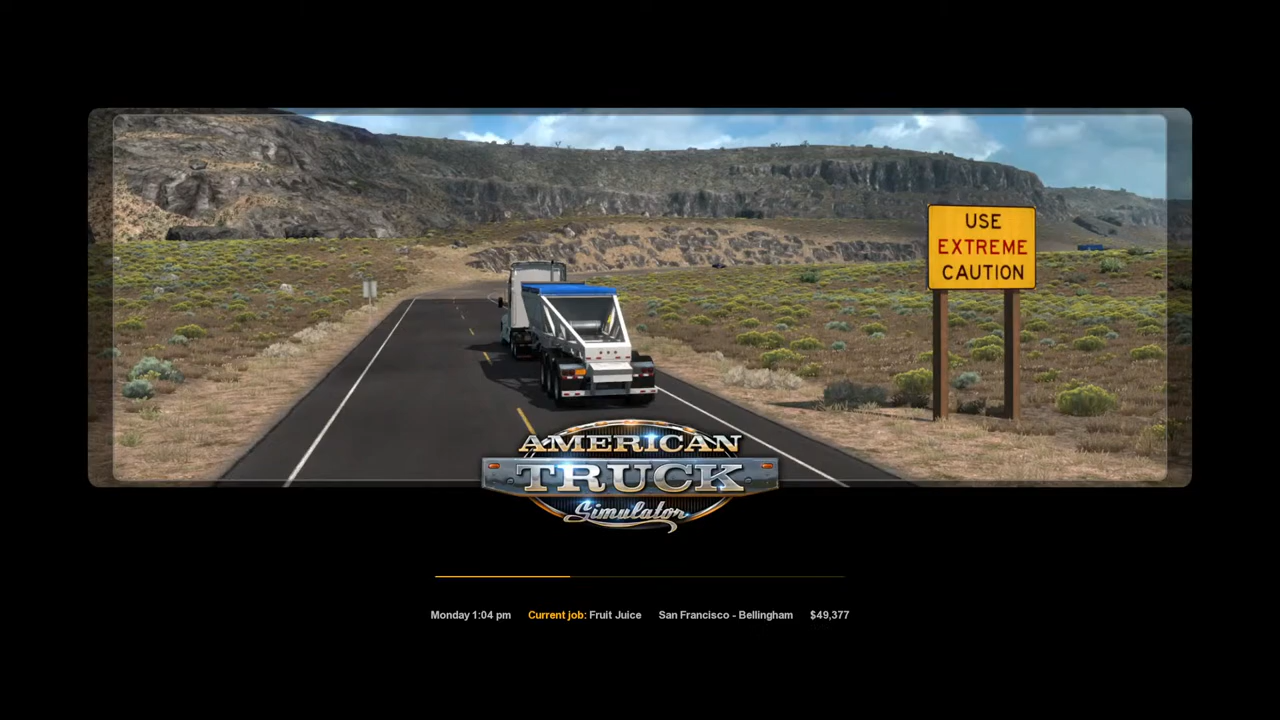 USE
EXTREME
CAUTION
AMERICAN
TRUCK
Simulator
Monday 1:04 pm Current job: Fruit Juice San Francisco - Bellingham $49,377